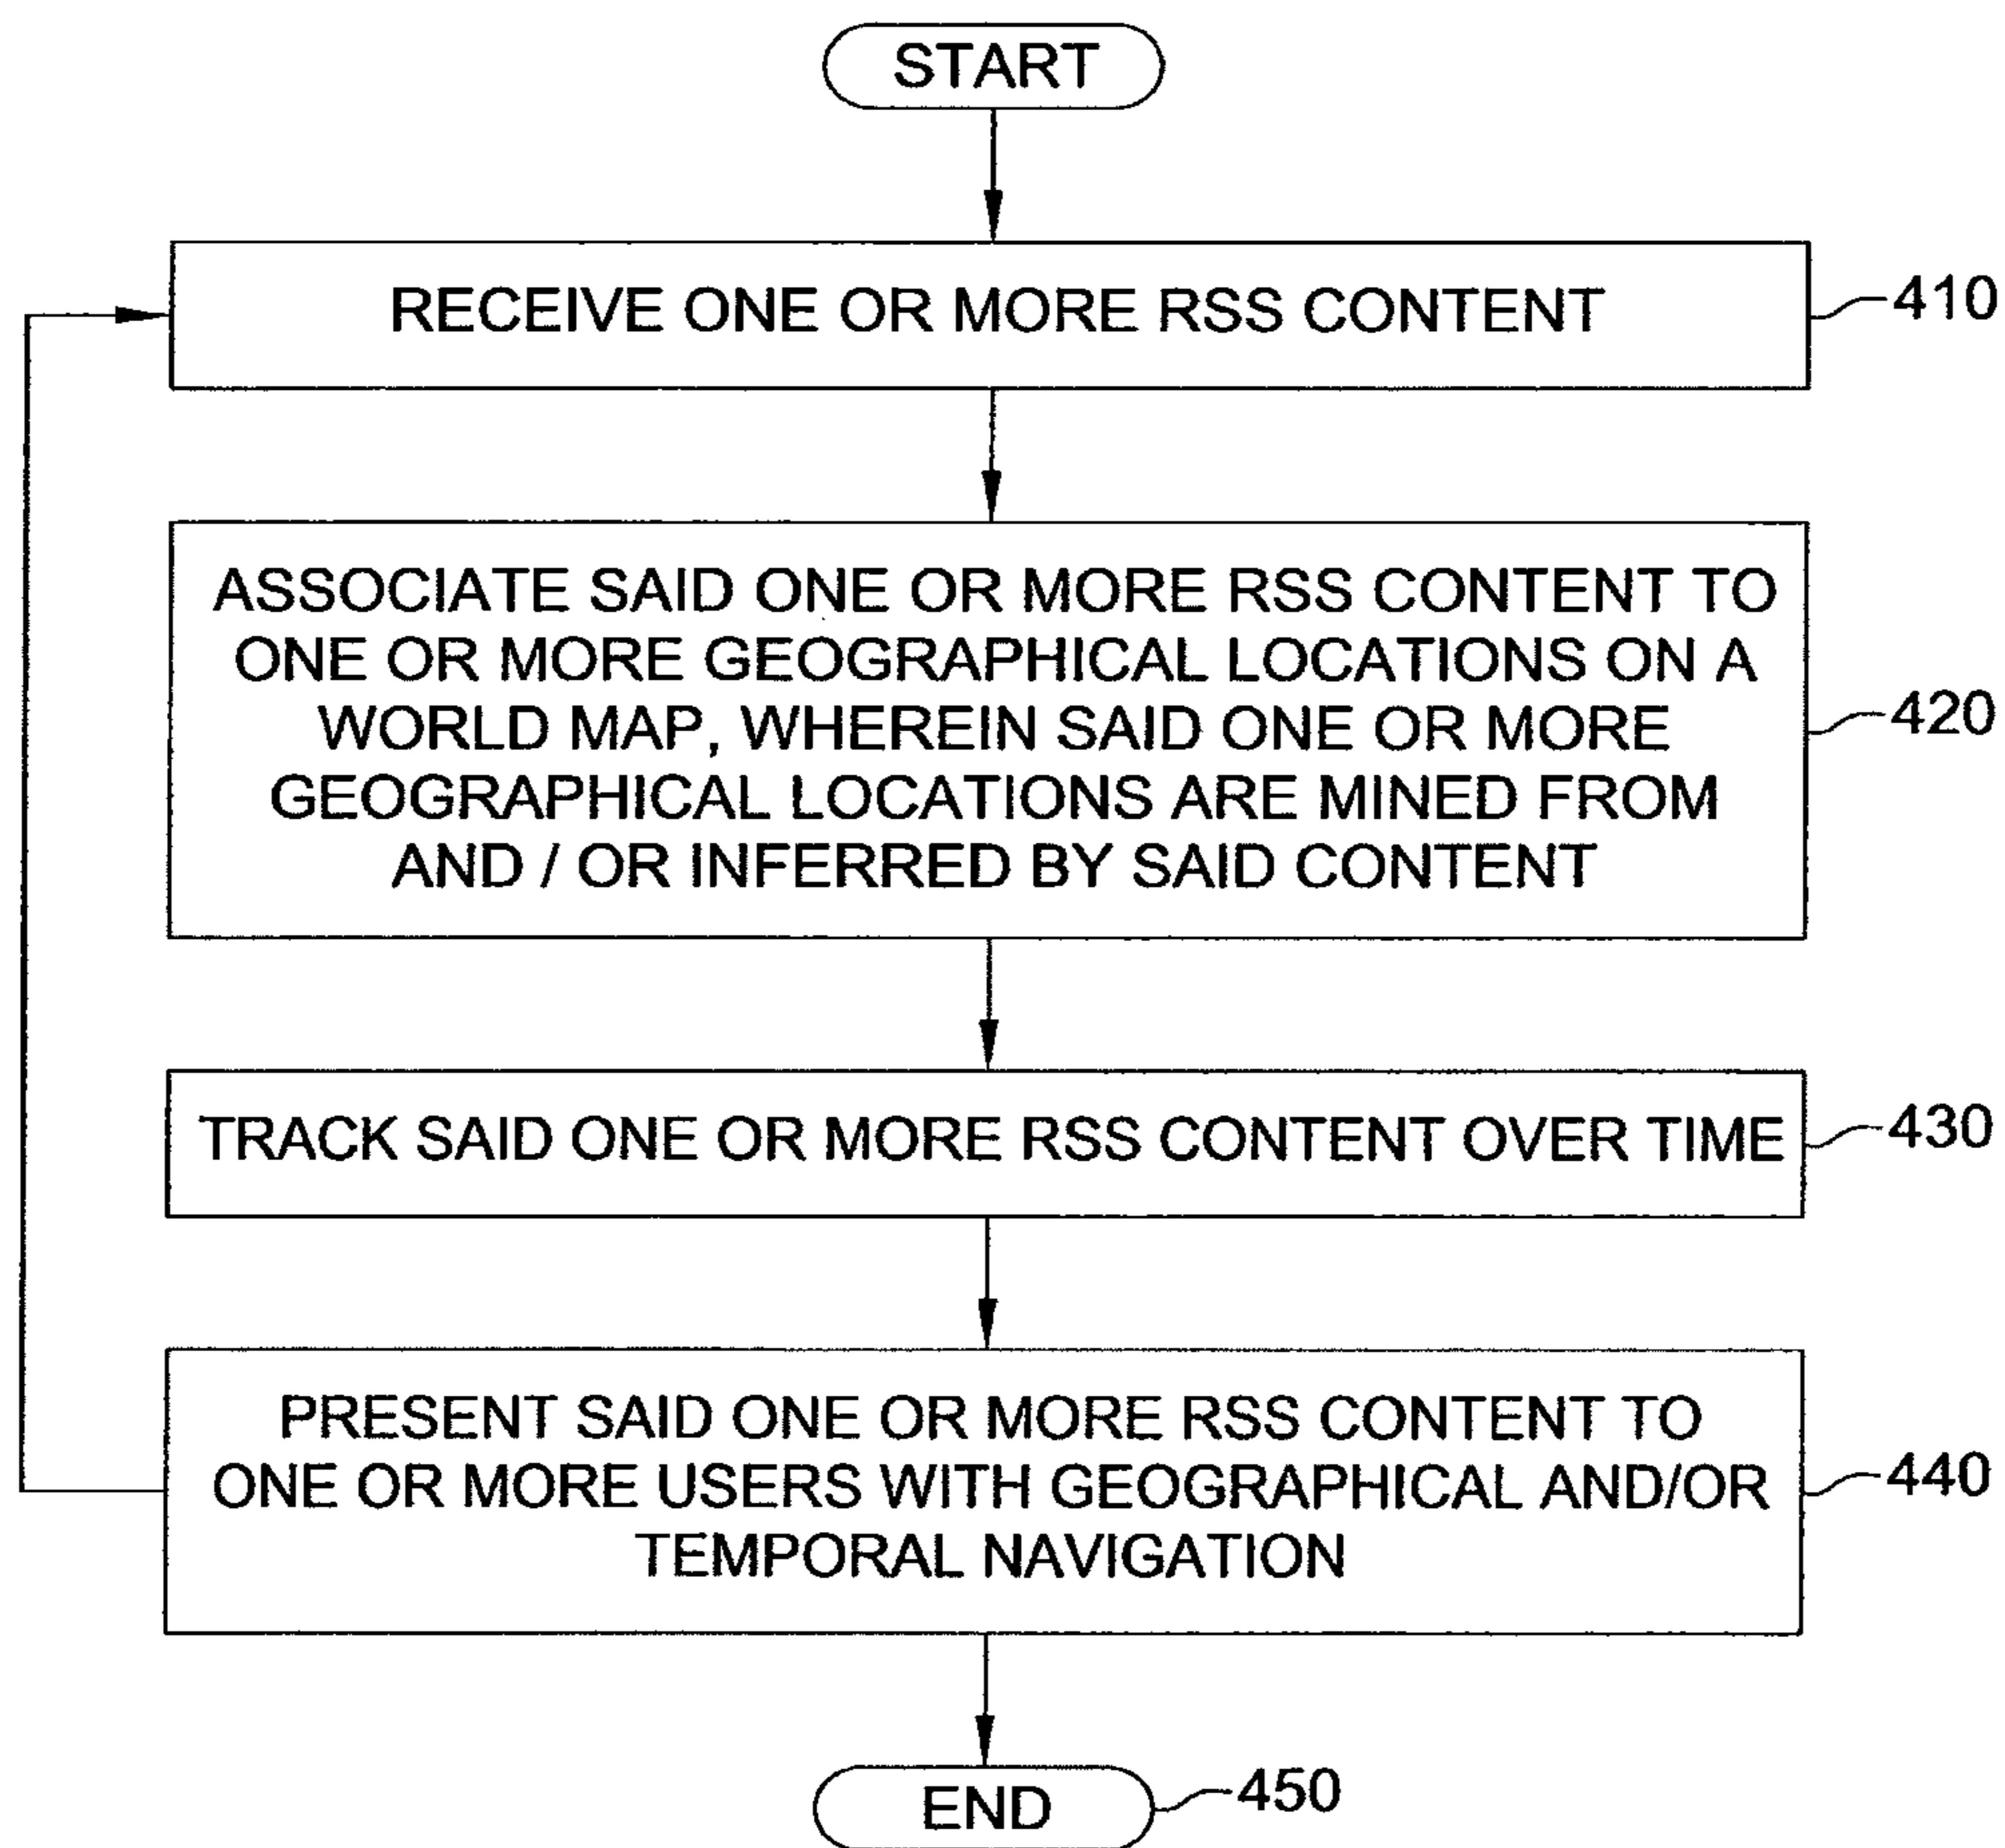 START
RECEIVE ONE OR MORE RSS CONTENT
410
ASSOCIATE SAID ONE OR MORE RSS CONTENT TO
ONE OR MORE GEOGRAPHICAL LOCATIONS ON A
WORLD MAP, WHEREIN SAID ONE OR MORE
GEOGRAPHICAL LOCATIONS ARE MINED FROM
AND / OR INFERRED BY SAID CONTENT
420
TRACK SAID ONE OR MORE RSS CONTENT OVER TIME
430
PRESENT SAID ONE OR MORE RSS CONTENT TO
ONE OR MORE USERS WITH GEOGRAPHICAL AND/OR
TEMPORAL NAVIGATION
440
END
450